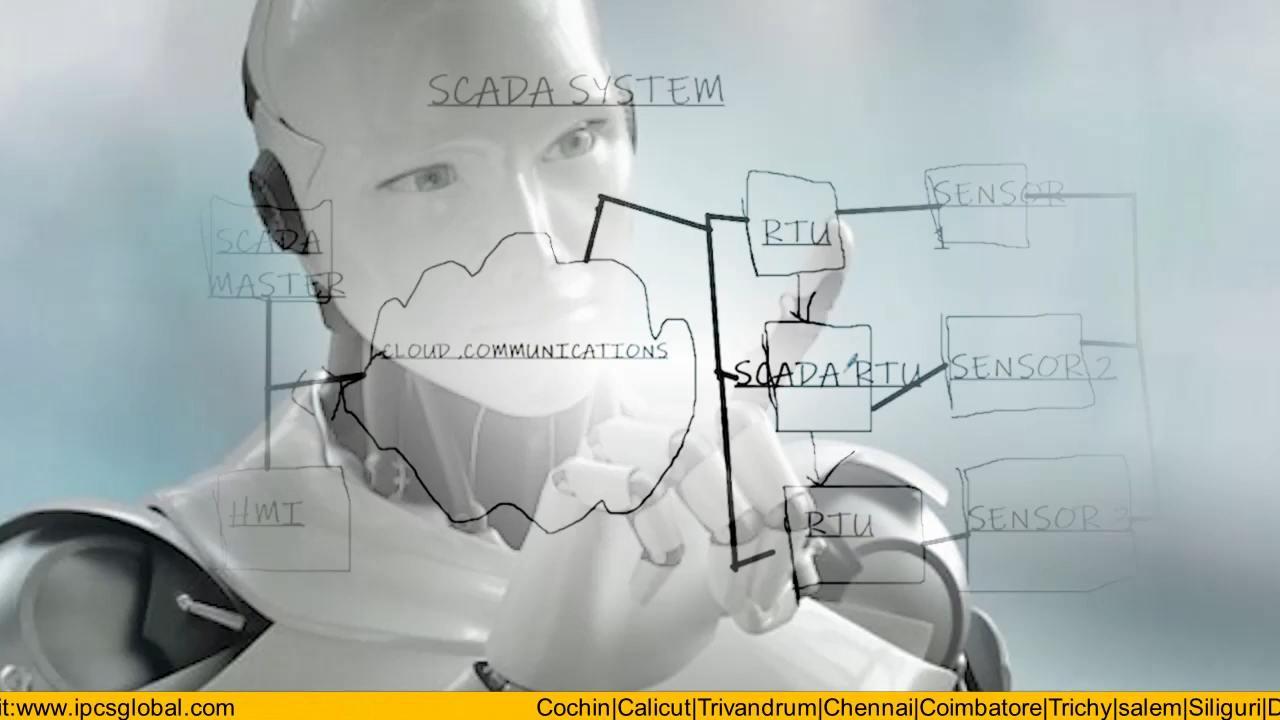 SCADA SYSTEM
SCADA
MASTER
CLOUD .COMMUNICATIONS
HMI
RTU
SENSOR
SCADA RTU
SENSOR 2
RTU
SENSOR 3
it:www.ipcsglobal.com
Cochin|Calicut|Trivandrum|Chennai|Coimbatore|Trichy|salem|Siliguri|D